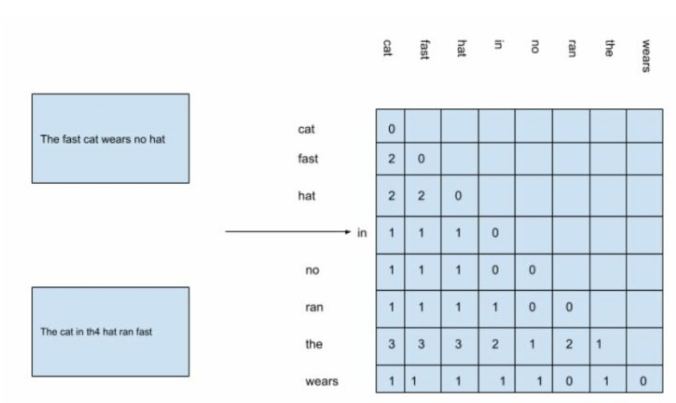 cat fast hat in no ran the wears
The fast cat wears no hat
The cat in th4 hat ran fast
cat 0
fast 2 0
hat 2 2 0
in 1 1 1 0
no 1 1 1 0 0
ran 1 1 1 1 0 0
the 3 3 3 2 1 2 1
wears 1 1 1 1 1 0 1 0